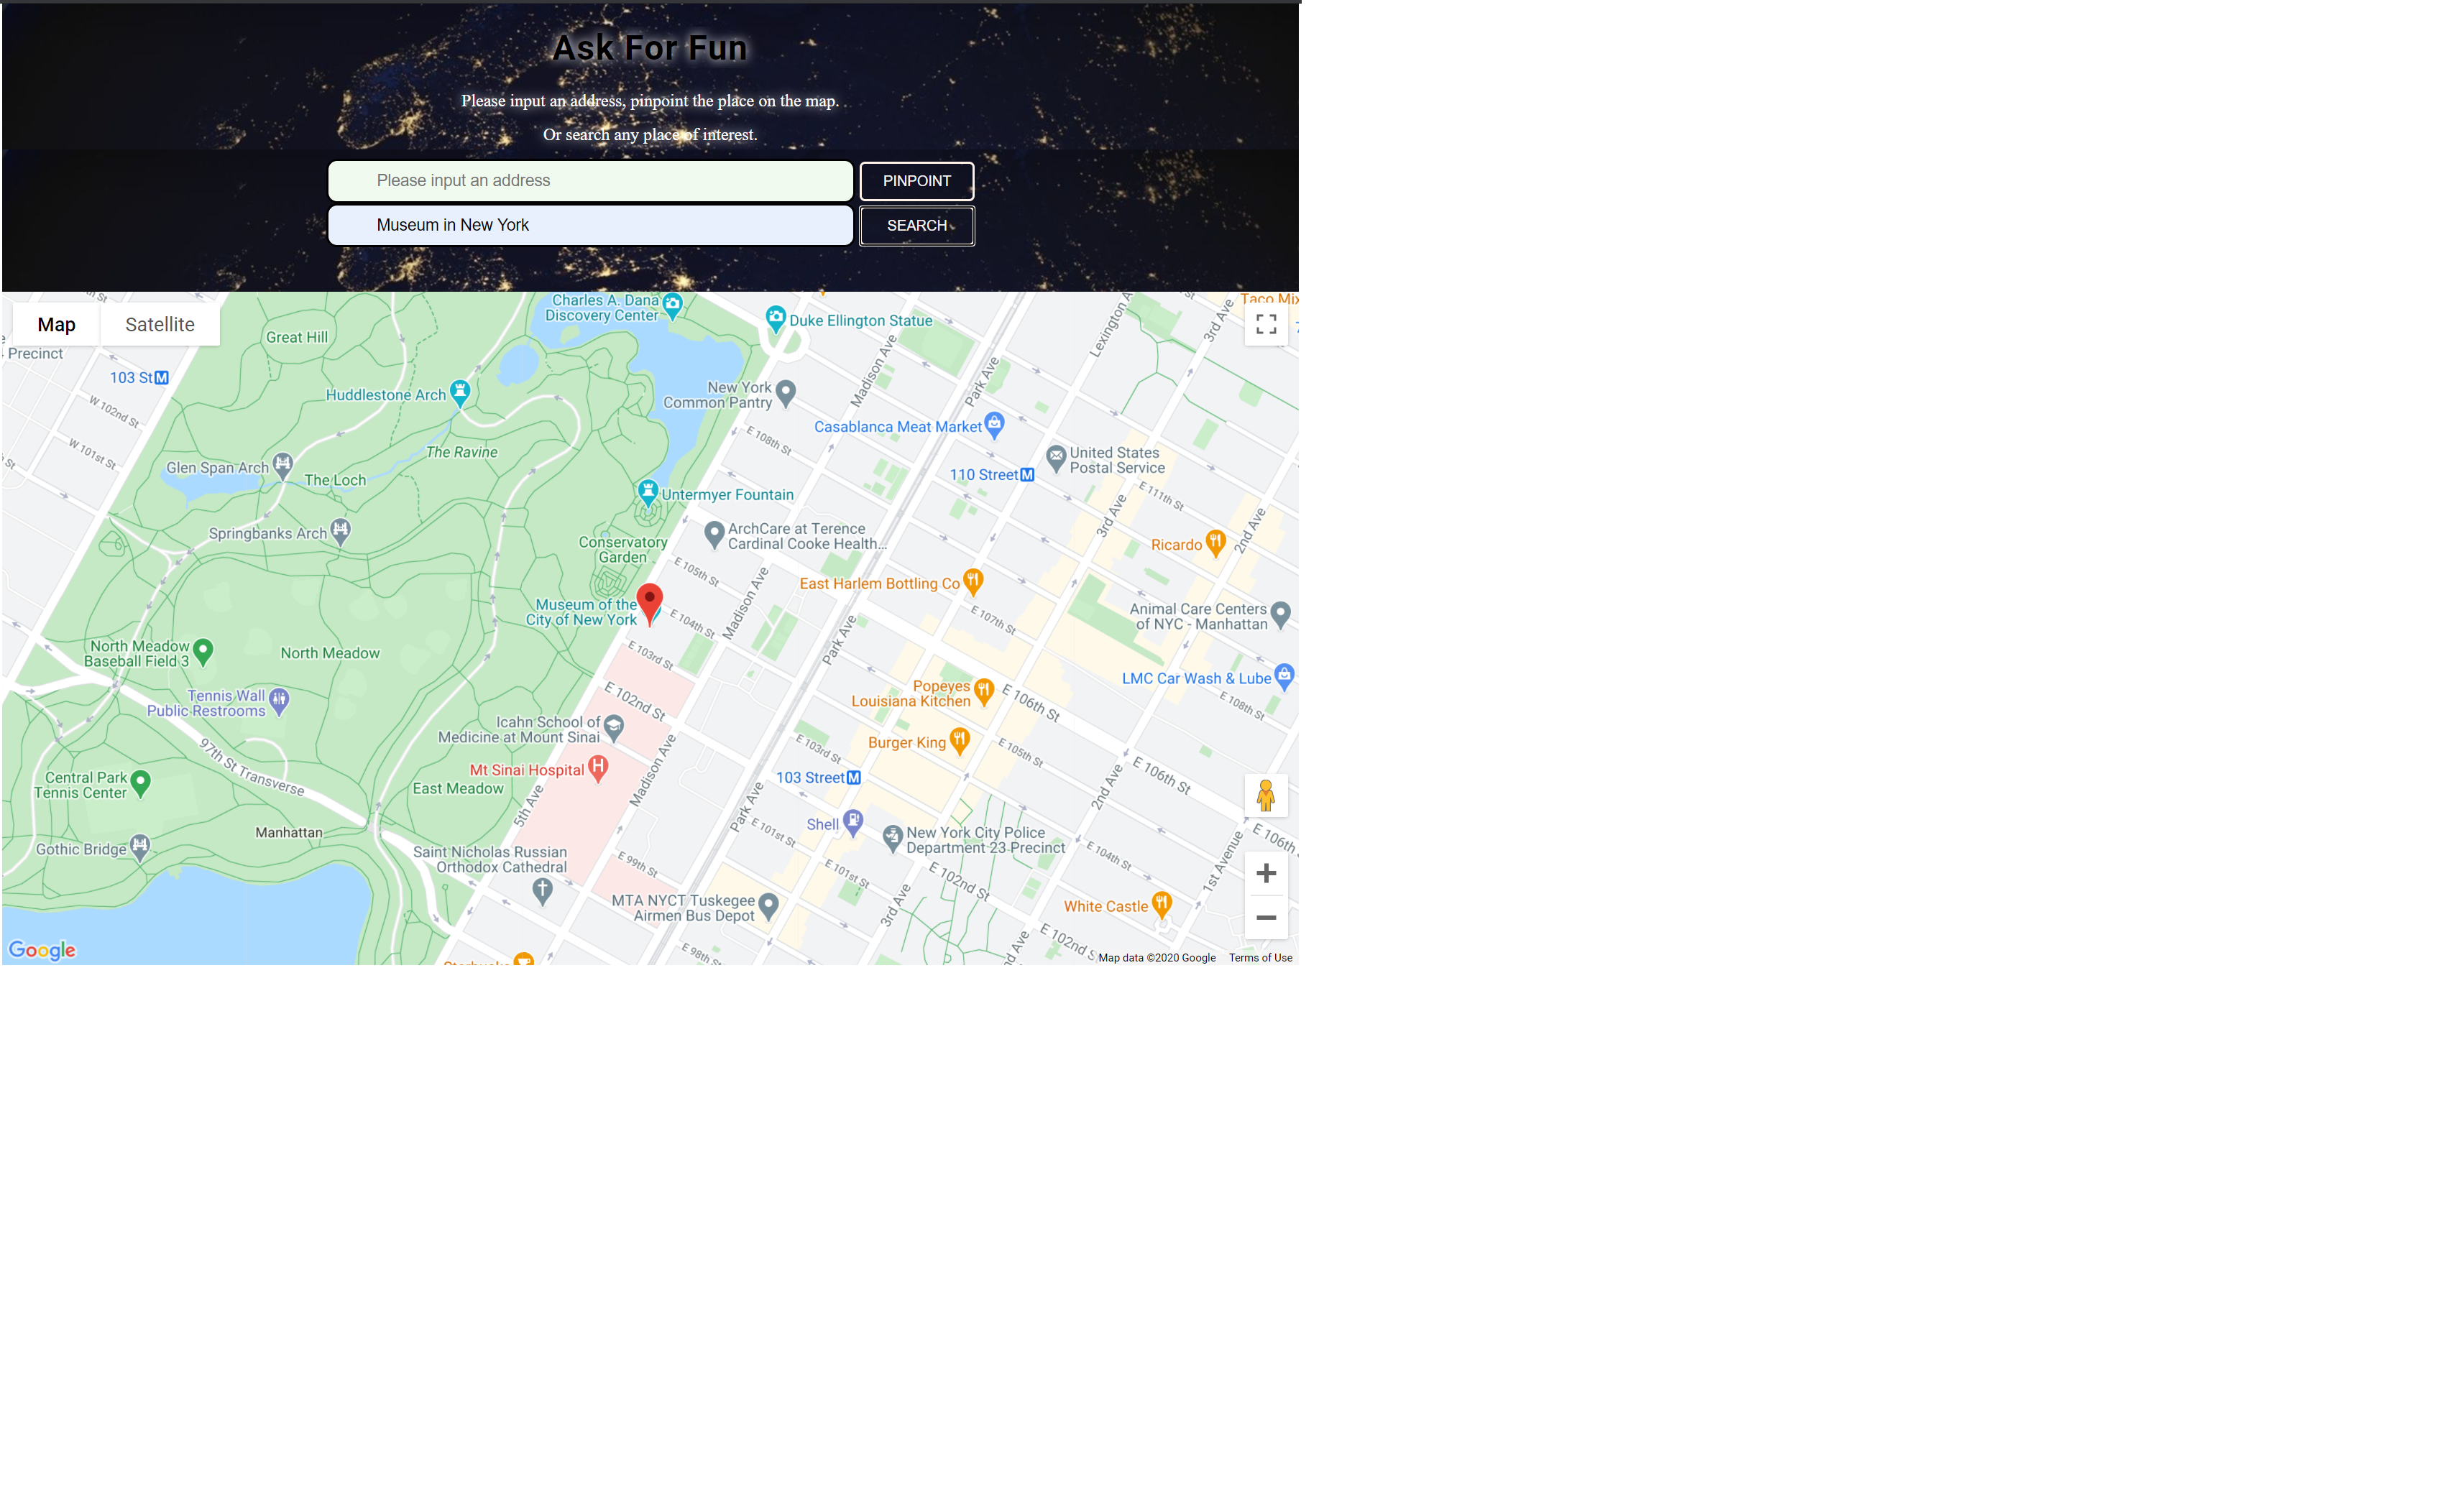 Ask For Fun
Please input an address, pinpoint the place on the map.
Or search any place of interest.
Please input an address
PINPOINT
Museum in New York
SEARCH
Map
Satellite
Charles A. Dana
Discovery Center
Duke Ellington Statue
Taco Mix
Great Hill
Precinct
103 St
M
Huddlestone Arch
New York
Common Pantry
Madison Ave
Park Ave
Lexington A
3rd Ave
W 102nd St
W 101st St
Casablanca Meat Market
E 108th St
The Ravine
United States
Postal Service
Glen Span Arch
The Loch
110 Street
M
E 111th St
Untermyer Fountain
Springbanks Arch
ArchCare at Terence
Cardinal Cooke Health...
3rd Ave
2nd Ave
Conservatory
Garden
Ricardo
E 105th St
East Harlem Bottling Co
Museum of the
City of New York
E 104th St
Madison Ave
E 107th St
Animal Care Centers
of NYC - Manhattan
North Meadow
Baseball Field 3
North Meadow
E 103rd St
Park Ave
LMC Car Wash & Lube
Tennis Wall
Public Restrooms
E 102nd St
Popeyes
Louisiana Kitchen
E 106th St
E 108th St
Icahn School of
Medicine at Mount Sinai
97th St Transverse
Burger King
E 103rd St
E 105th St
Mt Sinai Hospital
H
Madison Ave
103 Street
M
E 106th St
Central Park
Tennis Center
East Meadow
5th Ave
Park Ave
2nd Ave
Manhattan
Shell
E 101st St
New York City Police
Department 23 Precinct
E 106th
Gothic Bridge
Saint Nicholas Russian
Orthodox Cathedral
E 99th St
E 101st St
E 102nd St
E 104th St
1st Avenue
MTA NYCT Tuskegee
Airmen Bus Depot
3rd Ave
White Castle
E 98th St
E 102nd S
nd Ave
Google
Map data ©2020 Google
Terms of Use